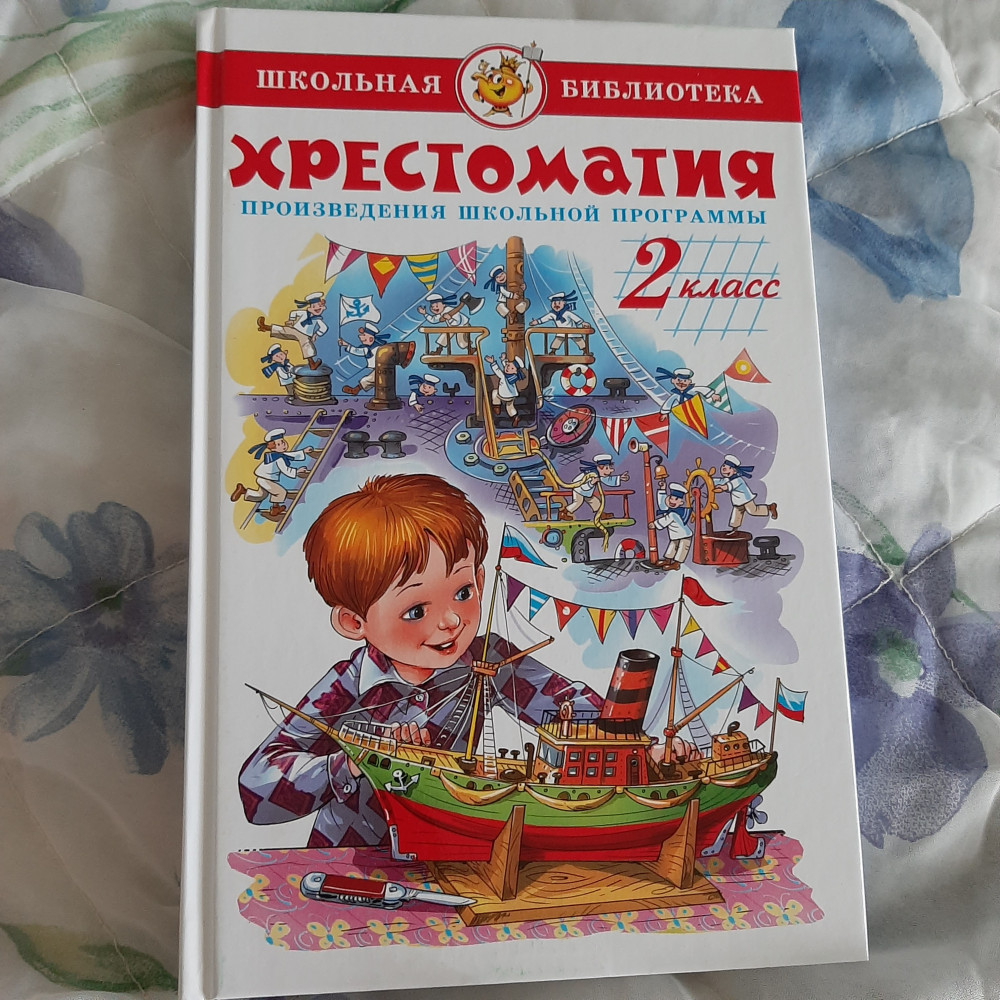 ШКОЛЬНАЯ БИБЛИОТЕКА
ХРЕСТОМАТИЯ
ПРОИЗВЕДЕНИЯ ШКОЛЬНОЙ ПРОГРАММЫ
2 класс